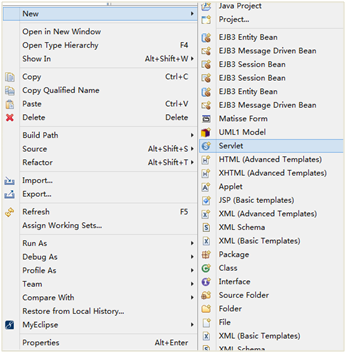 New
Open in New Window
Open Type Hierarchy F4
Show In Alt+Shift+W
Copy Ctrl+C
Copy Qualified Name
Paste Ctrl+V
Delete Delete
Build Path
Source Alt+Shift+S
Refactor Alt+Shift+T
Import...
Export...
Refresh F5
Assign Working Sets...
Run As
Debug As
Profile As
Team
Compare With
Restore from Local History...
MyEclipse
Properties Alt+Enter
Java Project
Project...
EJB3 Entity Bean
EJB3 Message Driven Bean
EJB3 Session Bean
EJB3 Session Bean
EJB3 Entity Bean
EJB3 Message Driven Bean
Matisse Form
UML1 Model
Servlet
HTML (Advanced Templates)
XHTML (Advanced Templates)
Applet
JSP (Basic templates)
XML (Advanced Templates)
XML Schema
XML (Basic Templates)
Package
Class
Interface
Source Folder
Folder
File
XML (Basic Templates)
XML Schema